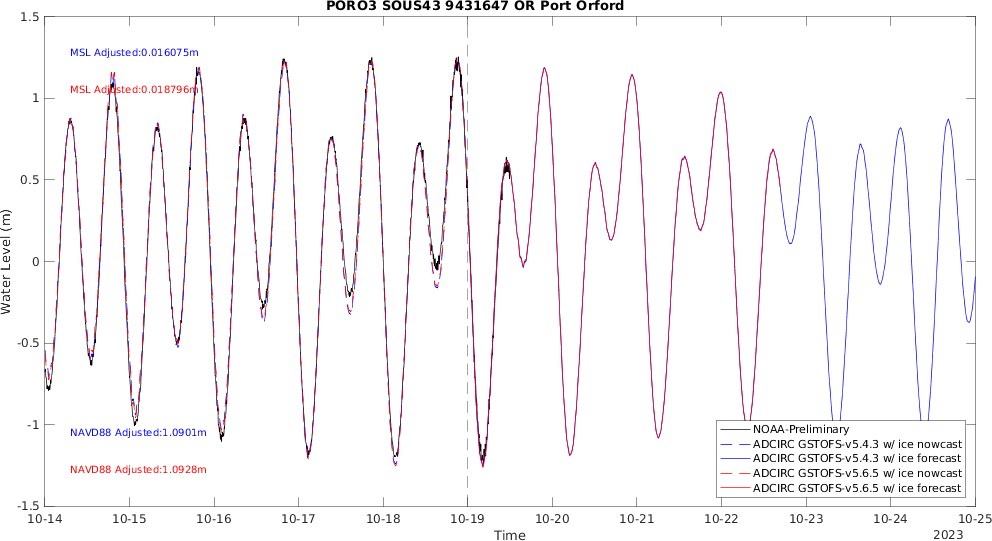 PORO3 SOUS43 9431647 OR Port Orford
1.5
1
0.5
0
-0.5
-1
-1.5
Water Level (m)
MSL Adjusted:0.016075m
MSL Adjusted:0.018796m
NAVD88 Adjusted:1.0901m
NAVD88 Adjusted:1.0928m
NOAA-Preliminary
ADCIRC GSTOFS-v5.4.3 w/ ice nowcast
ADCIRC GSTOFS-v5.4.3 w/ ice forecast
ADCIRC GSTOFS-v5.6.5 w/ ice nowcast
ADCIRC GSTOFS-v5.6.5 w/ ice forecast
10-14 10-15 10-16 10-17 10-18 10-19 10-20 10-21 10-22 10-23 10-24 10-25
Time
2023